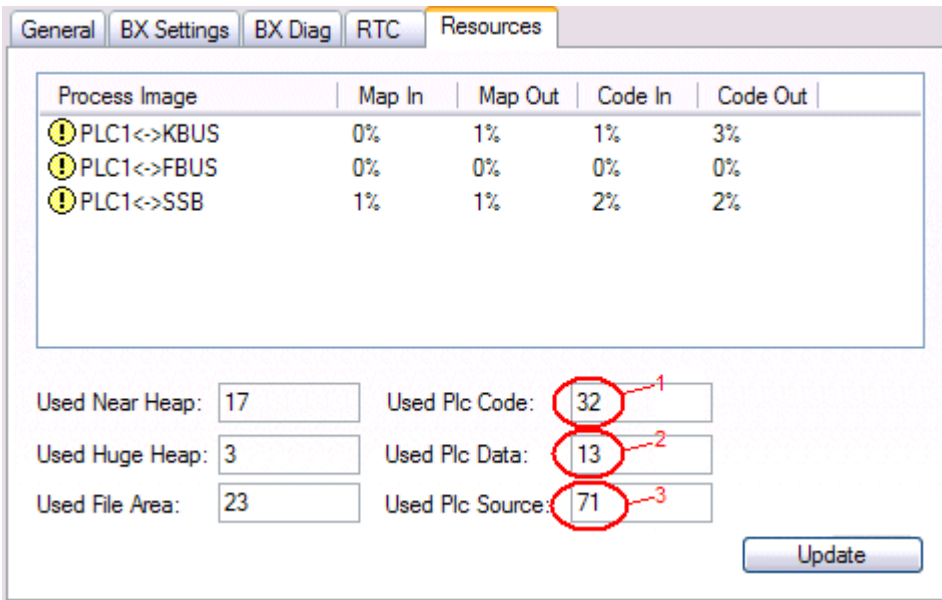 General BX Settings BX Diag RTC Resources
Process Image Map In Map Out Code In Code Out
PLC1<->KBUS 0% 1% 1% 3%
PLC1<->FBUS 0% 0% 0% 0%
PLC1<->SSB 1% 1% 2% 2%
Used Near Heap: 17 Used Plc Code: 32 1
Used Huge Heap: 3 Used Plc Data: 13 2
Used File Area: 23 Used Plc Source: 71 3
Update